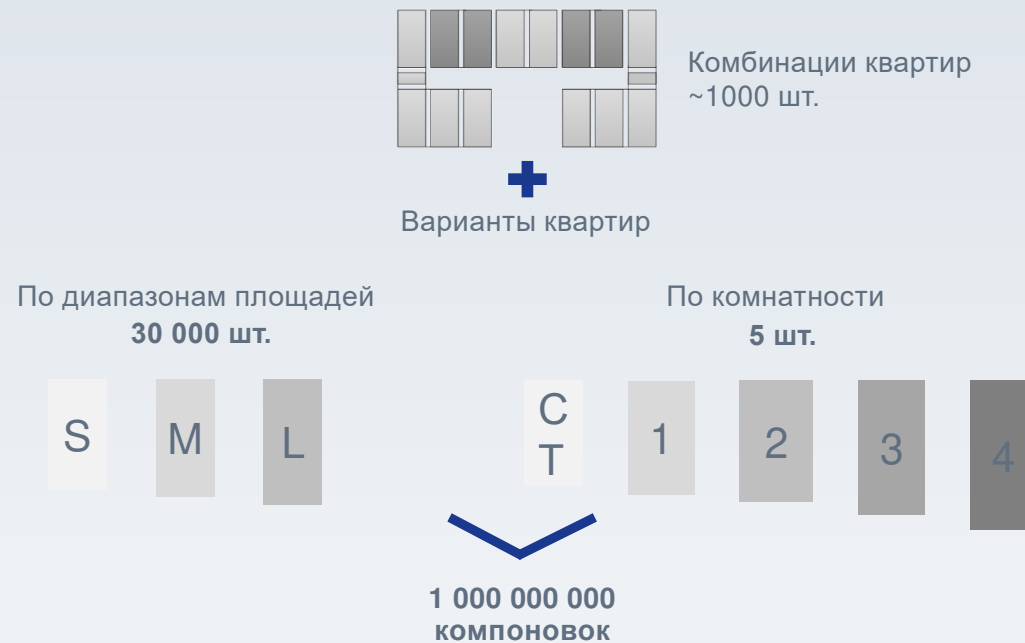 Комбинации квартир
~1000 шт.
Варианты квартир
По диапазонам площадей
30 000 шт.
По комнатности
5 шт.
S
M
L
С
Т
1
2
3
4
1 000 000 000
компоновок